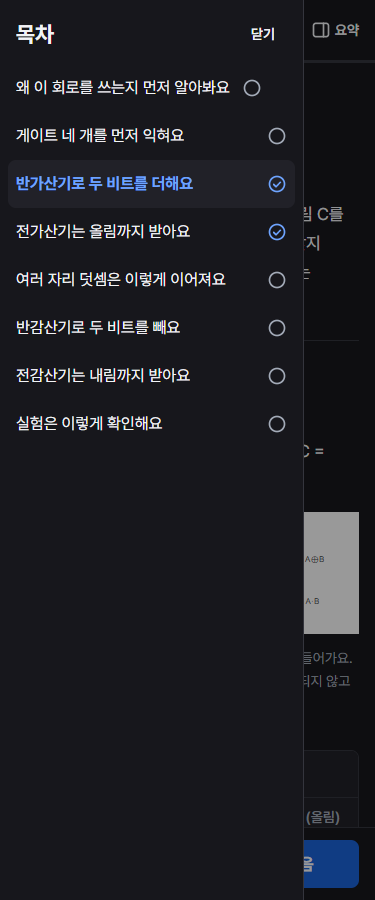 목차
닫기
요약
왜 이 회로를 쓰는지 먼저 알아봐요
게이트 네 개를 먼저 익혀요
반가산기로 두 비트를 더해요
전가산기는 올림까지 받아요
여러 자리 덧셈은 이렇게 이어져요
반감산기로 두 비트를 빼요
전감산기는 내림까지 받아요
실험은 이렇게 확인해요
C를
C =
A⊕B
A·B
들어가요.
되지 않고
(올림)